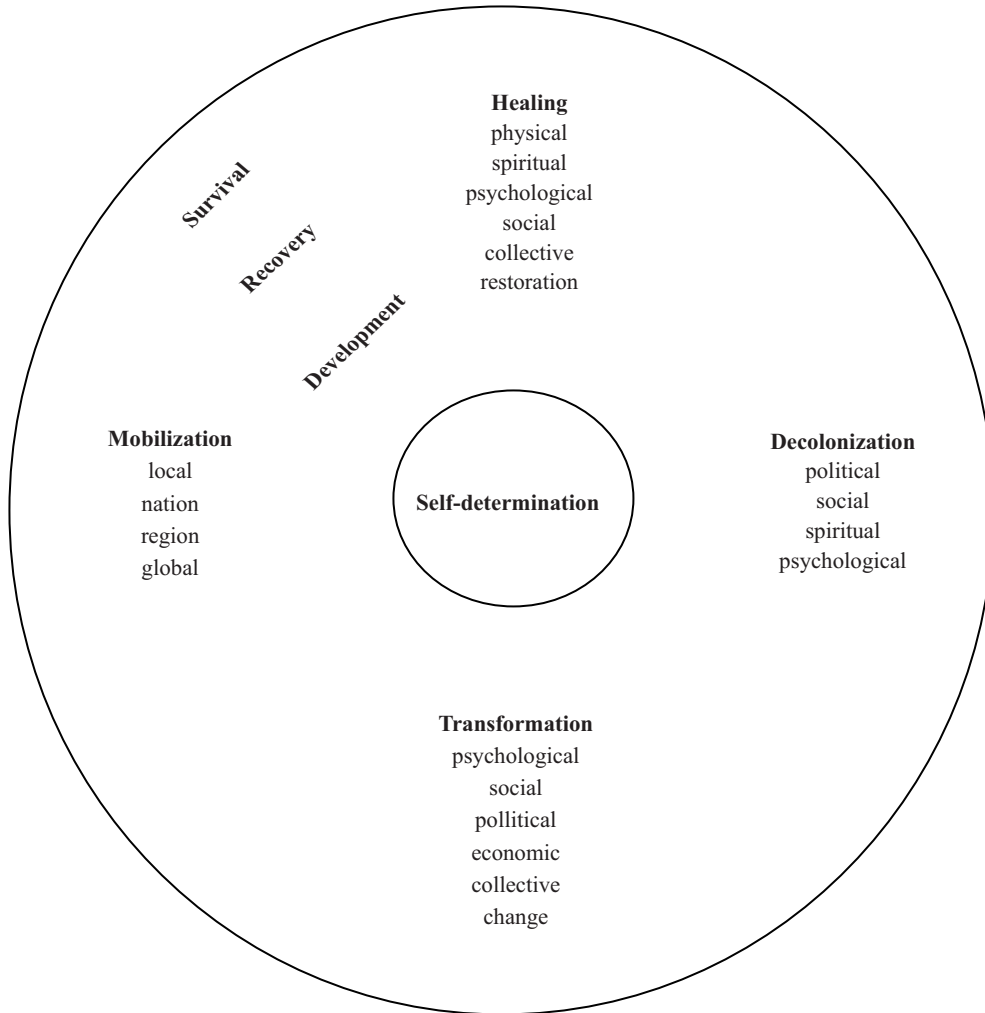 Healing
physical
spiritual
psychological
social
collective
restoration
Survival
Recovery
Development
Mobilization
local
nation
region
global
Self-determination
Decolonization
political
social
spiritual
psychological
Transformation
psychological
social
pollitical
economic
collective
change